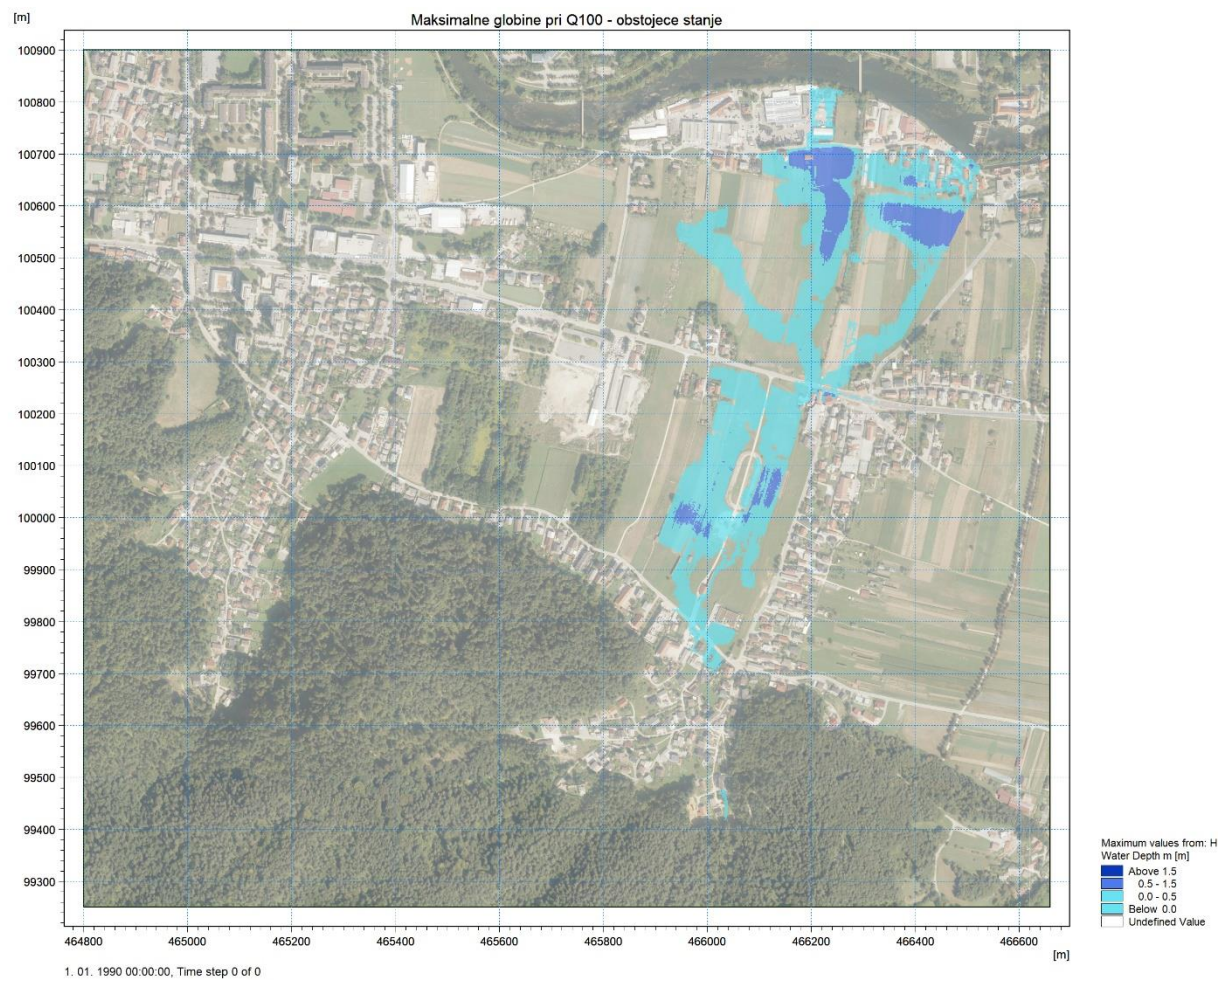 [m]
Maksimalne globine pri Q100 - obstojece stanje
100900
100800
100700
100600
100500
100400
100300
100200
100100
100000
99900
99800
99700
99600
99500
99400
99300
464800 465000 465200 465400 465600 465800 466000 466200 466400 466600
[m]
Maximum values from: H
Water Depth m [m]
Above 1.5
0.5 - 1.5
0.0 - 0.5
Below 0.0
Undefined Value
1. 01. 1990 00:00:00, Time step 0 of 0